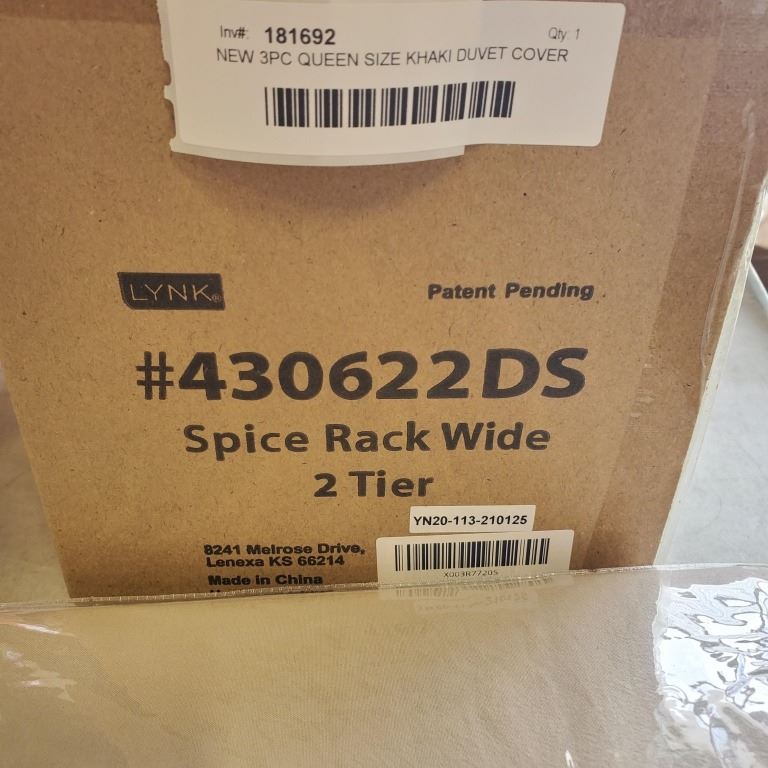 Inv#: 181692 Qty: 1
NEW 3PC QUEEN SIZE KHAKI DUVET COVER
LYNK® Patent Pending
#430622DS
Spice Rack Wide
2 Tier
YN20-113-210125
8241 Melrose Drive,
Lenexa KS 66214
X003R7720S
Made in China